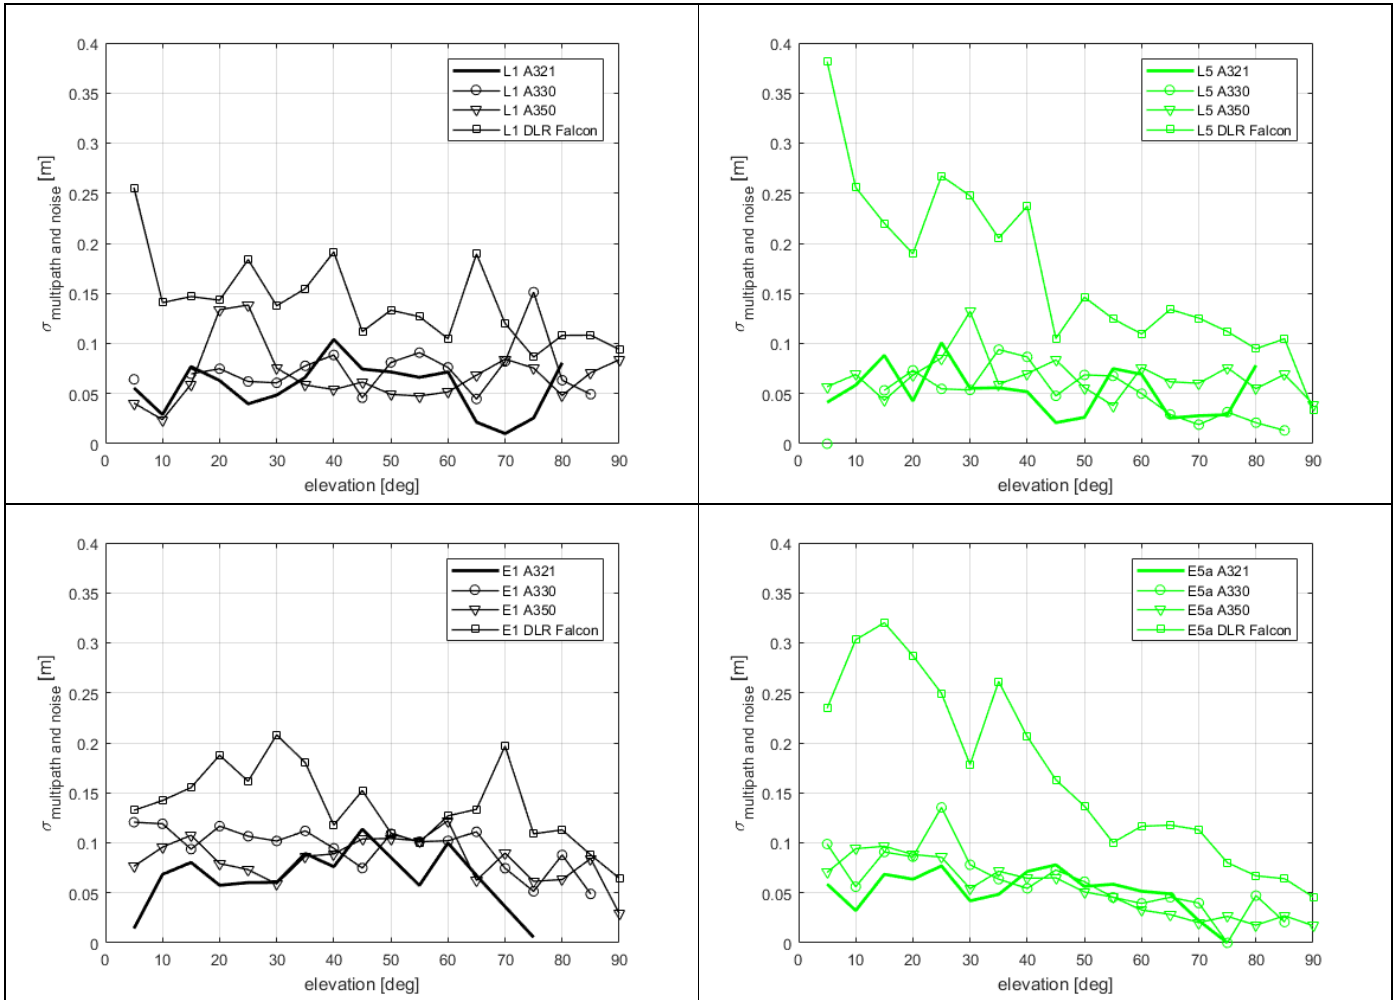 0.4
0.35
0.3
0.25
0.2
0.15
0.1
0.05
0
σ multipath and noise [m]
L1 A321
L1 A330
L1 A350
L1 DLR Falcon
0 10 20 30 40 50 60 70 80 90
elevation [deg]
0.4
0.35
0.3
0.25
0.2
0.15
0.1
0.05
0
σ multipath and noise [m]
L5 A321
L5 A330
L5 A350
L5 DLR Falcon
0 10 20 30 40 50 60 70 80 90
elevation [deg]
0.4
0.35
0.3
0.25
0.2
0.15
0.1
0.05
0
σ multipath and noise [m]
E1 A321
E1 A330
E1 A350
E1 DLR Falcon
0 10 20 30 40 50 60 70 80 90
elevation [deg]
0.4
0.35
0.3
0.25
0.2
0.15
0.1
0.05
0
σ multipath and noise [m]
E5a A321
E5a A330
E5a A350
E5a DLR Falcon
0 10 20 30 40 50 60 70 80 90
elevation [deg]